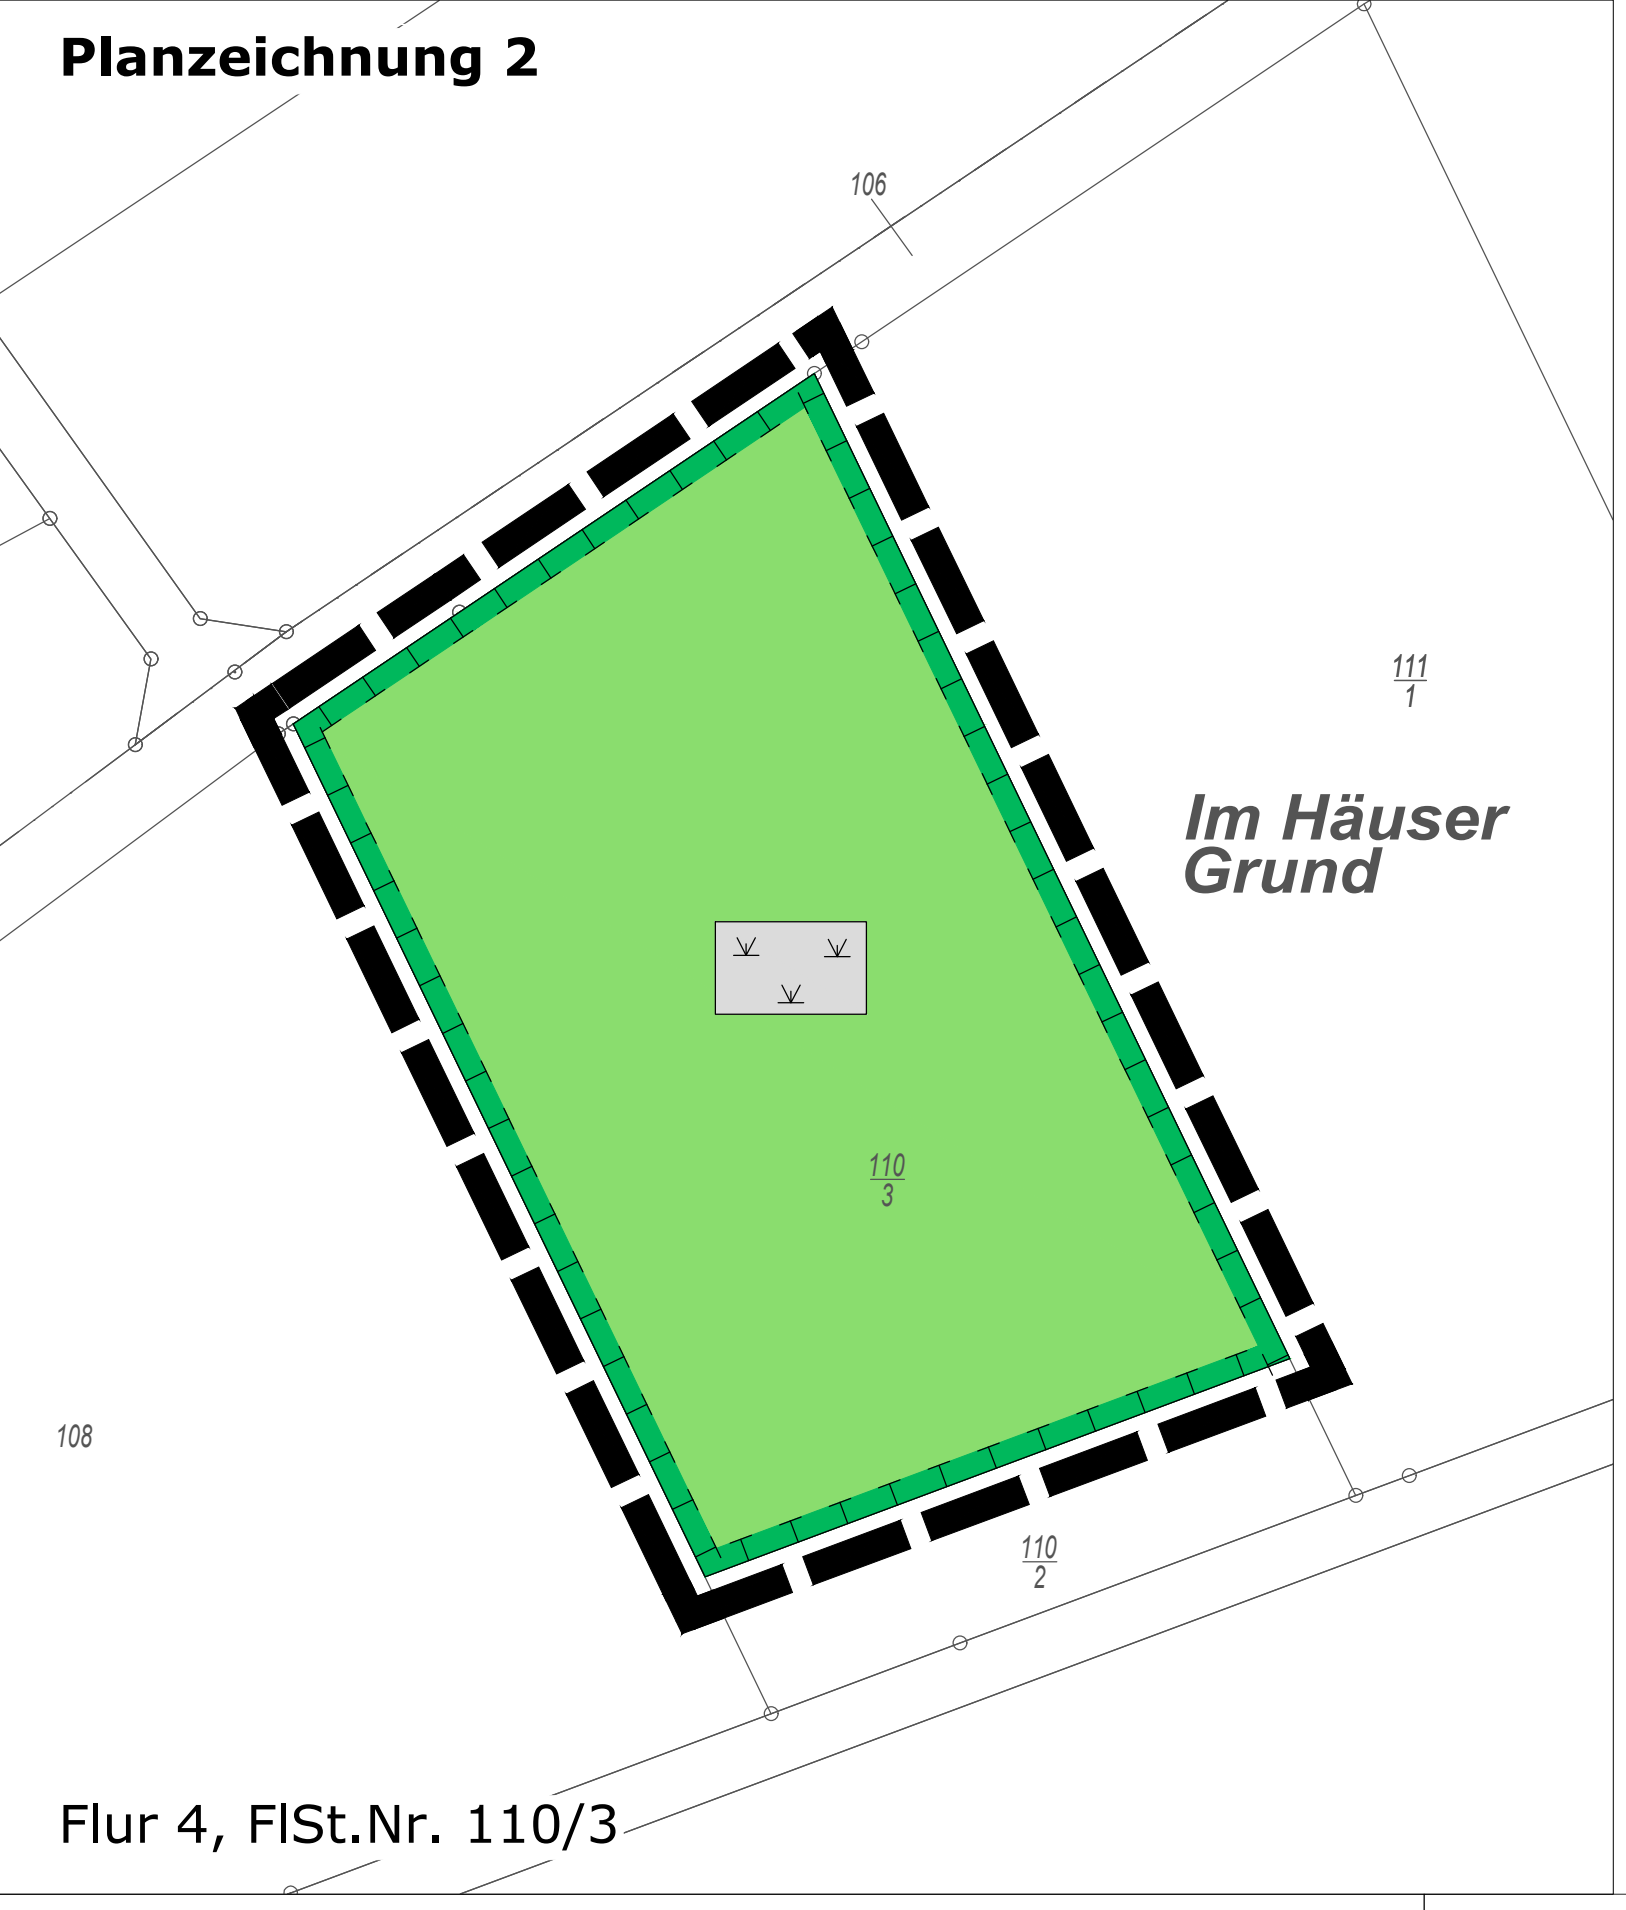 Planzeichnung 2
106
111
1
Im Häuser
Grund
110
3
108
110
2
Flur 4, FlSt.Nr. 110/3